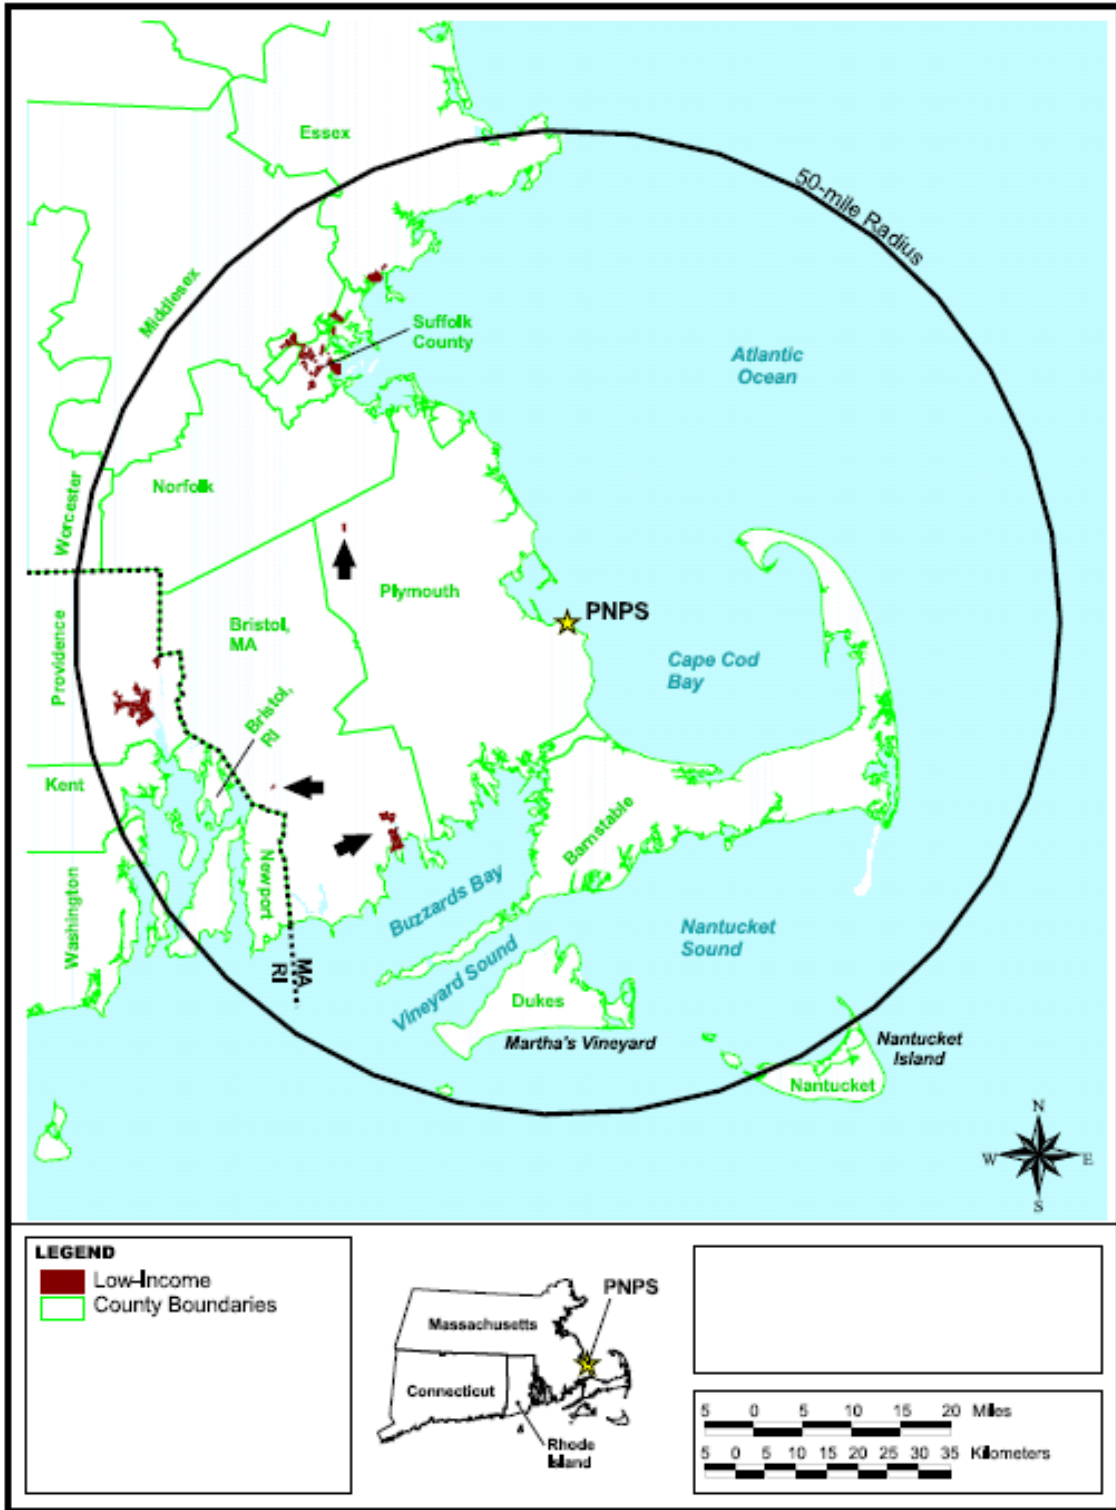 Essex
50-mile Radius
Middlesex
Suffolk
County
Atlantic
Ocean
Worcester
Norfolk
Plymouth
PNPS
Bristol,
MA
Providence
Cape Cod
Bay
Bristol,
RI
Kent
Barnstable
Newport
Washington
Buzzards Bay
Nantucket
Sound
Vineyard Sound
MA
RI
Dukes
Martha's Vineyard
Nantucket
Island
Nantucket
N
W
E
S
LEGEND
Low-Income
County Boundaries
PNPS
Massachusetts
Connecticut
Rhode
Island
5 0 5 10 15 20 Miles
5 0 5 10 15 20 25 30 35 Kilometers